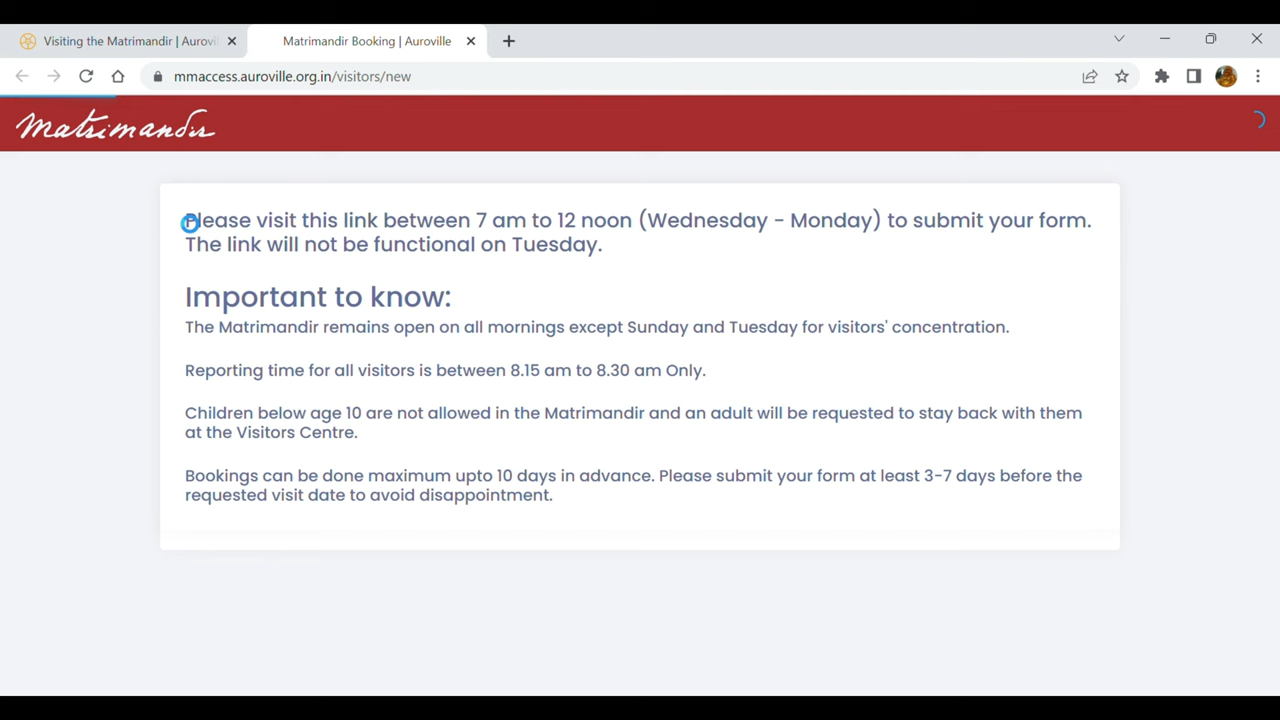 Visiting the Matrimandir | Aurovil
Matrimandir Booking | Auroville
mmaccess.auroville.org.in/visitors/new
Matrimandir
Please visit this link between 7 am to 12 noon (Wednesday - Monday) to submit your form.
The link will not be functional on Tuesday.
Important to know:
The Matrimandir remains open on all mornings except Sunday and Tuesday for visitors' concentration.
Reporting time for all visitors is between 8.15 am to 8.30 am Only.
Children below age 10 are not allowed in the Matrimandir and an adult will be requested to stay back with them
at the Visitors Centre.
Bookings can be done maximum upto 10 days in advance. Please submit your form at least 3-7 days before the
requested visit date to avoid disappointment.